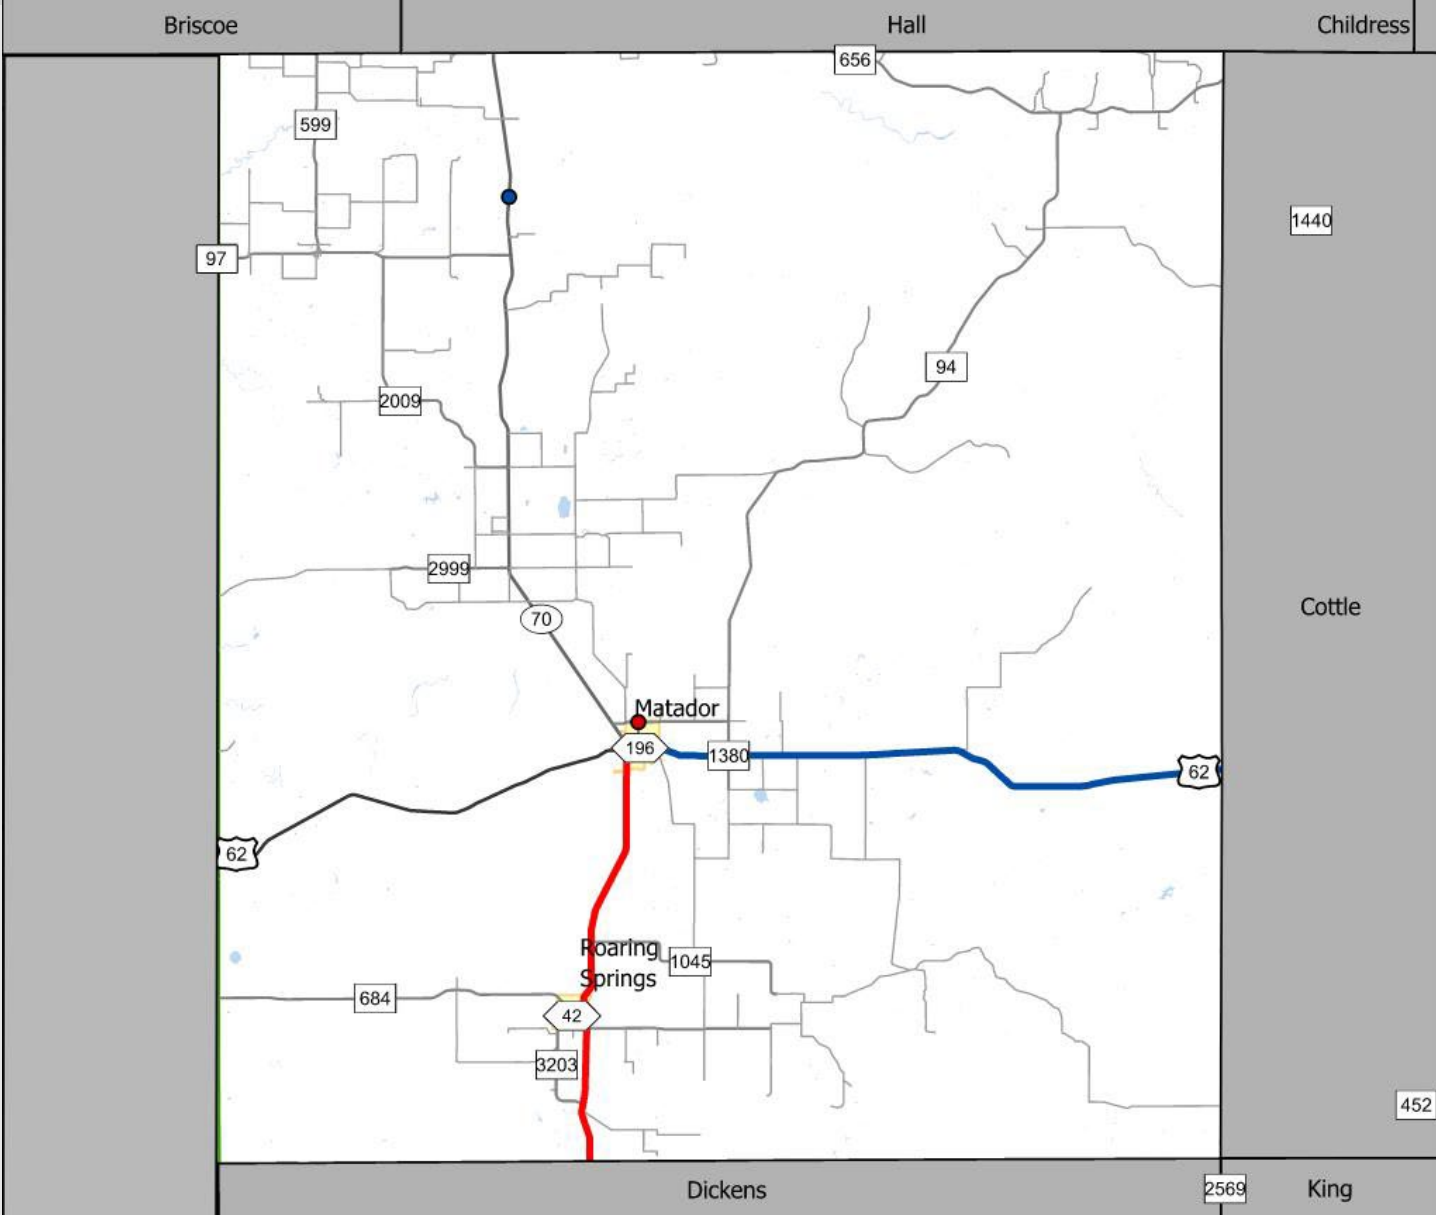 Briscoe
Hall
Childress
656
599
1440
97
94
2009
2999
Cottle
70
Matador
196
1380
62
62
Roaring
Springs
1045
684
42
3203
452
Dickens
2569
King